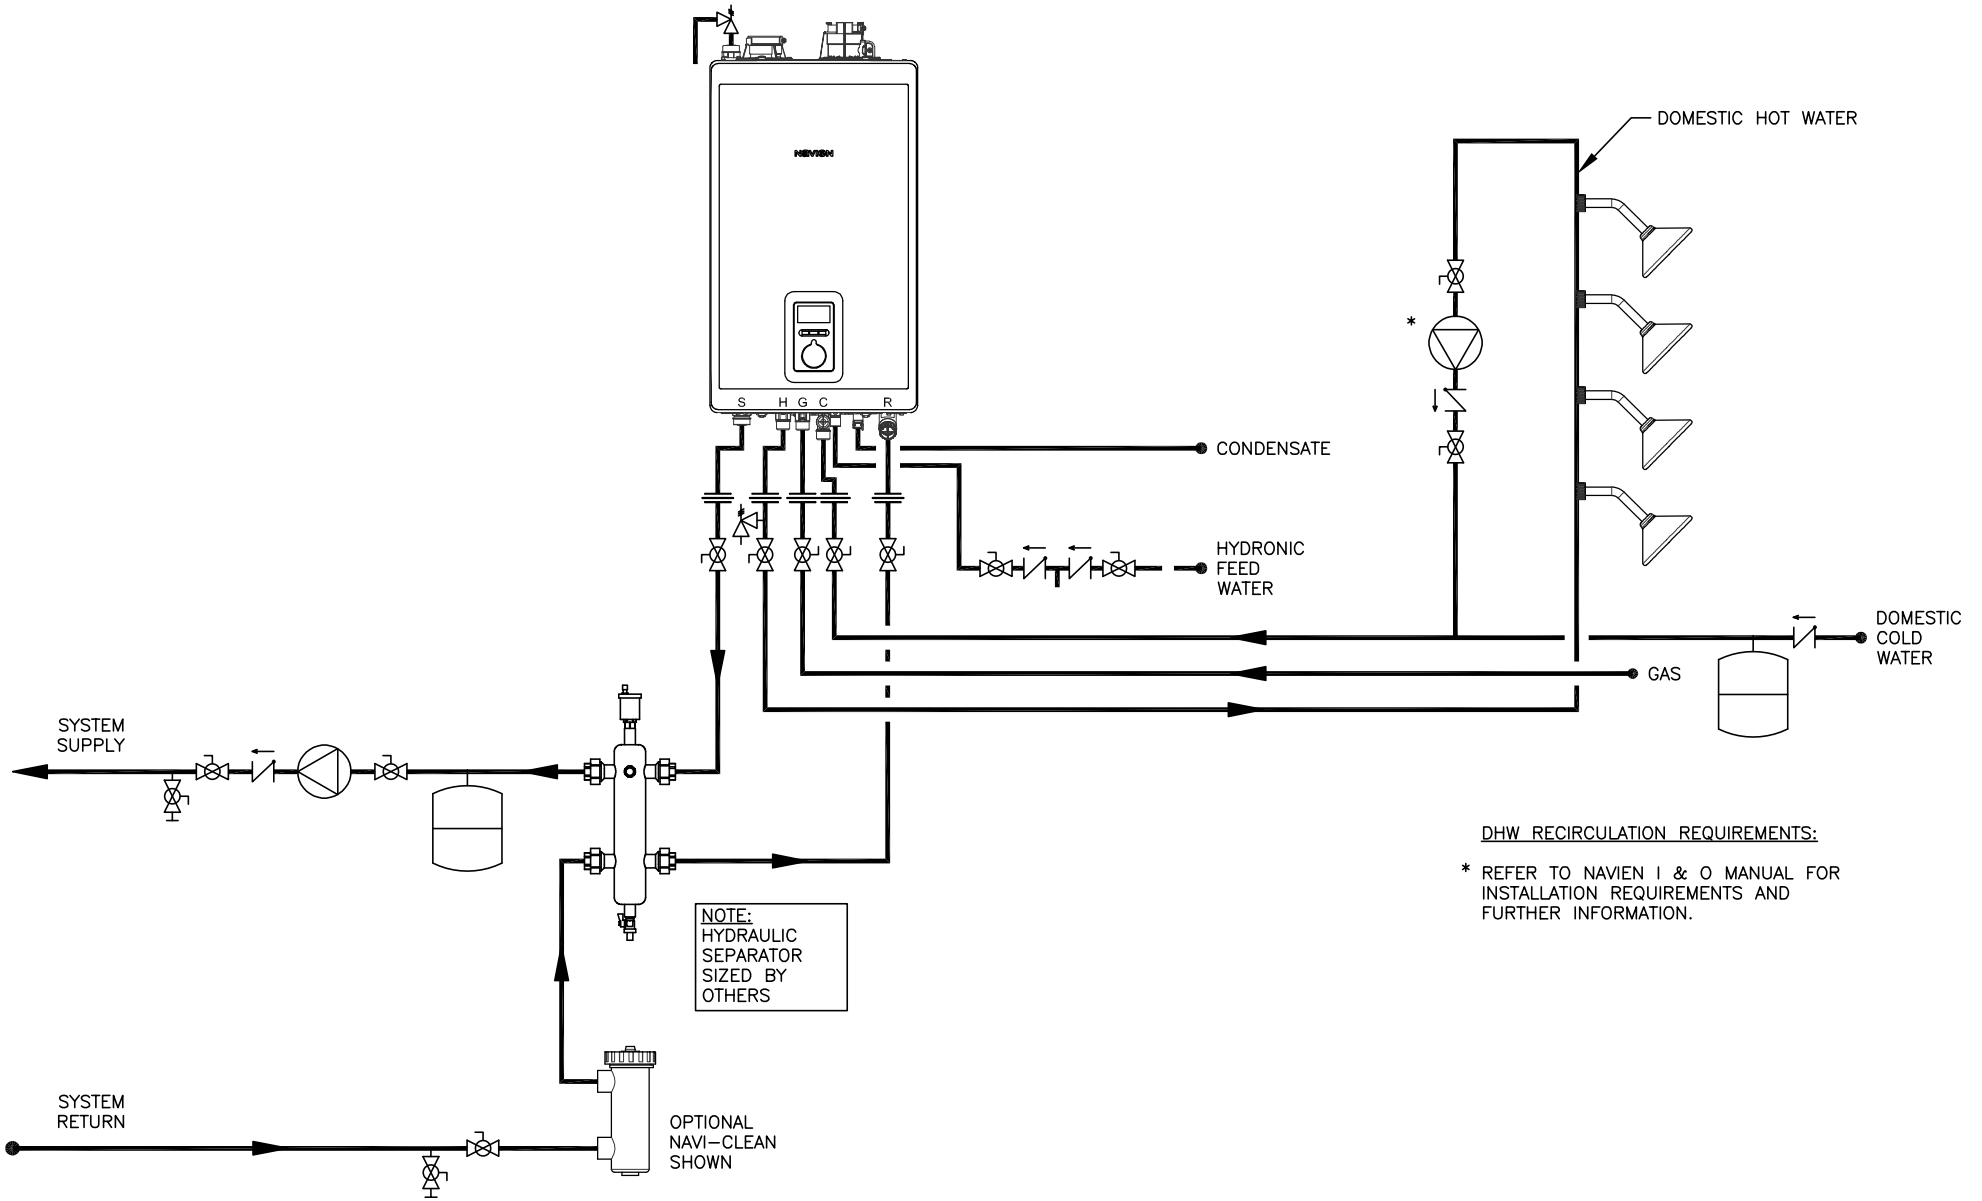 DOMESTIC HOT WATER
NAVIEN
S H G C R
*
CONDENSATE
HYDRONIC
FEED
WATER
DOMESTIC
COLD
WATER
GAS
SYSTEM
SUPPLY
DHW RECIRCULATION REQUIREMENTS:
* REFER TO NAVIEN I & O MANUAL FOR
INSTALLATION REQUIREMENTS AND
FURTHER INFORMATION.
NOTE:
HYDRAULIC
SEPARATOR
SIZED BY
OTHERS
SYSTEM
RETURN
OPTIONAL
NAVI-CLEAN
SHOWN